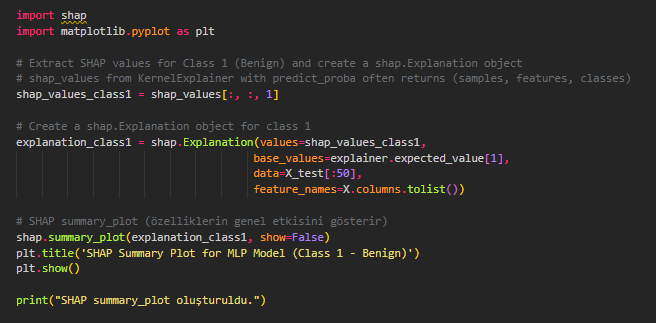 import shap
import matplotlib.pyplot as plt
# Extract SHAP values for Class 1 (Benign) and create a shap.Explanation object
# shap_values from KernelExplainer with predict_proba often returns (samples, features, classes)
shap_values_class1 = shap_values[:, :, 1]
# Create a shap.Explanation object for class 1
explanation_class1 = shap.Explanation(values=shap_values_class1,
base_values=explainer.expected_value[1],
data=X_test[:50],
feature_names=X.columns.tolist())
# SHAP summary_plot (özelliklerin genel etkisini gösterir)
shap.summary_plot(explanation_class1, show=False)
plt.title('SHAP Summary Plot for MLP Model (Class 1 - Benign)')
plt.show()
print("SHAP summary_plot oluşturuldu.")